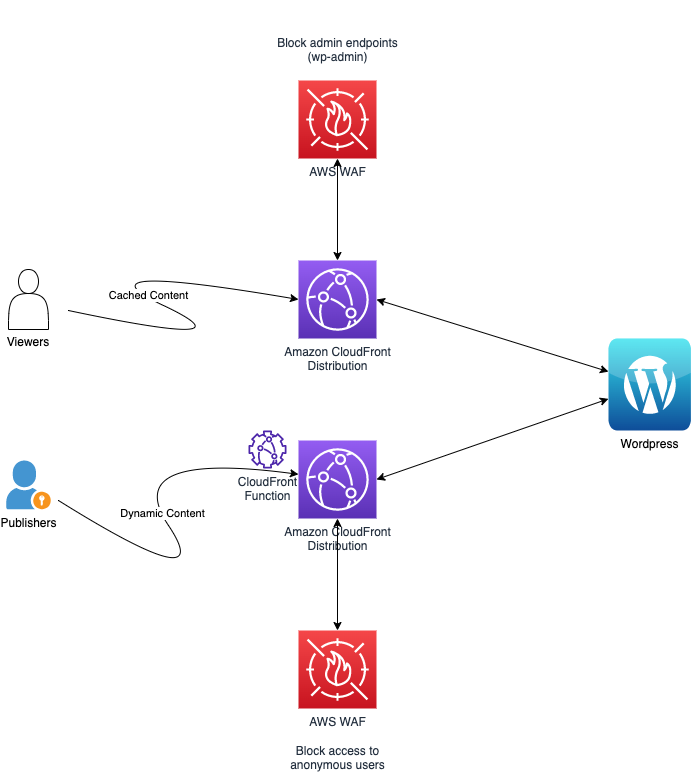 Block admin endpoints
(wp-admin)
AWS WAF
Cached Content
Viewers
Amazon CloudFront
Distribution
Wordpress
CloudFront
Function
Dynamic Content
Publishers
Amazon CloudFront
Distribution
AWS WAF
Block access to
anonymous users